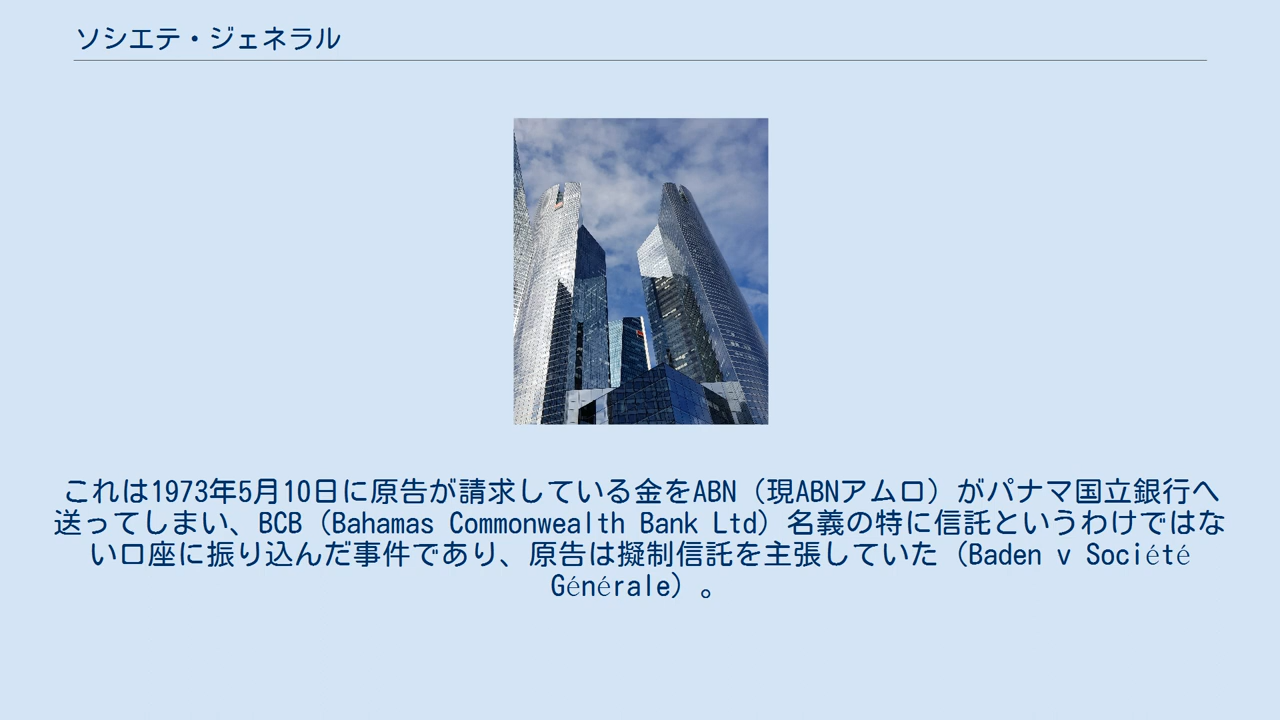 ソシエテ・ジェネラル
これは1973年5月10日に原告が請求している金をABN（現ABNアムロ）がパナマ国立銀行へ
送ってしまい、BCB（Bahamas Commonwealth Bank Ltd）名義の特に信託というわけではな
い口座に振り込んだ事件であり、原告は擬制信託を主張していた（Baden v Société
Générale）。